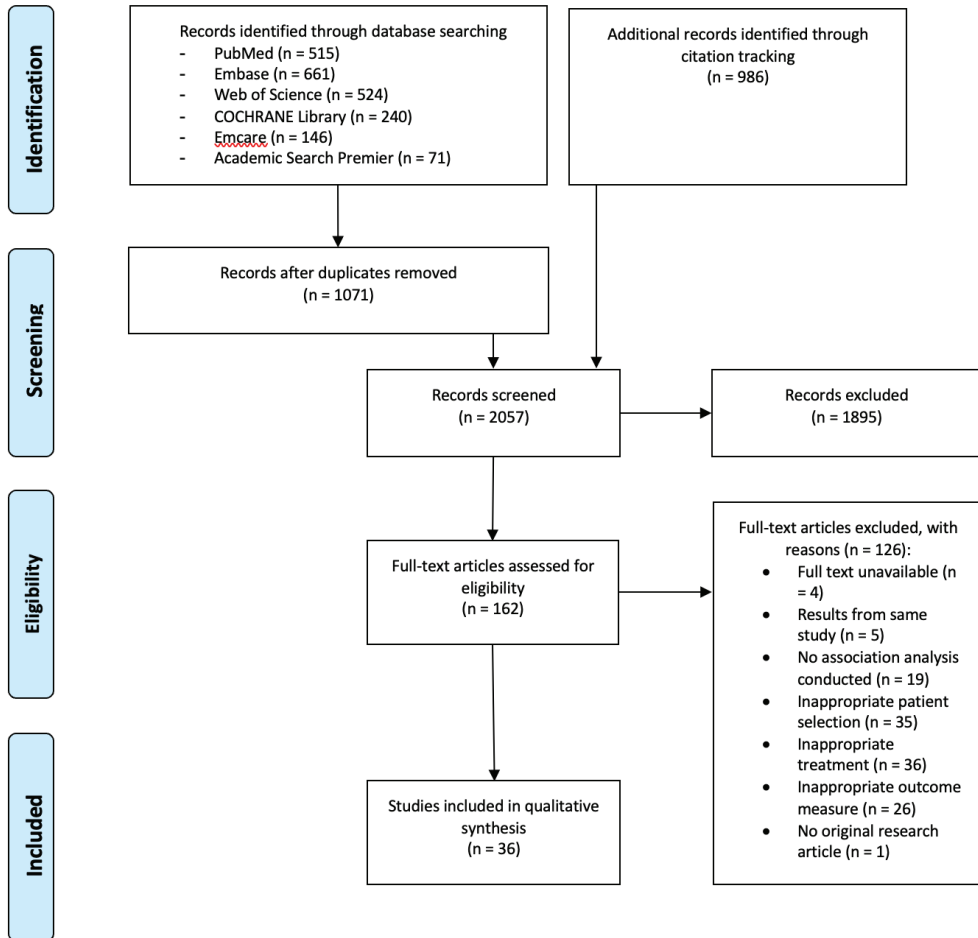 Identification
Records identified through database searching
- PubMed (n = 515)
- Embase (n = 661)
- Web of Science (n = 524)
- COCHRANE Library (n = 240)
- Emcare (n = 146)
- Academic Search Premier (n = 71)
Additional records identified through
citation tracking
(n = 986)
Screening
Records after duplicates removed
(n = 1071)
Records screened
(n = 2057)
Records excluded
(n = 1895)
Eligibility
Full-text articles assessed for
eligibility
(n = 162)
Full-text articles excluded, with
reasons (n = 126):
• Full text unavailable (n
= 4)
• Results from same
study (n = 5)
• No association analysis
conducted (n = 19)
• Inappropriate patient
selection (n = 35)
• Inappropriate
treatment (n = 36)
• Inappropriate outcome
measure (n = 26)
• No original research
article (n = 1)
Included
Studies included in qualitative
synthesis
(n = 36)